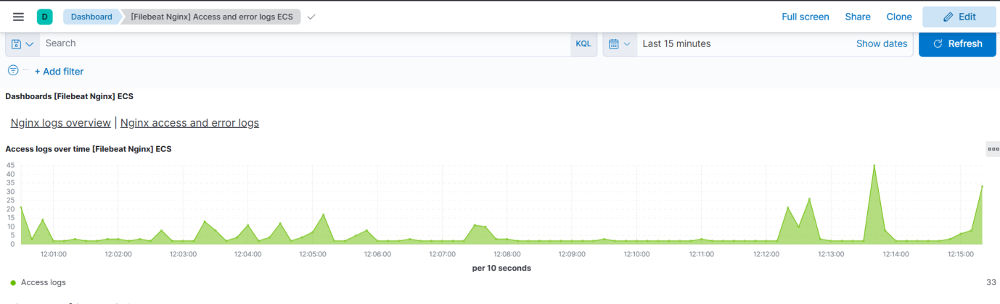 D Dashboard [Filebeat Nginx] Access and error logs ECS Full screen Share Clone Edit
Search KQL Last 15 minutes Show dates Refresh
+ Add filter
Dashboards [Filebeat Nginx] ECS
Nginx logs overview | Nginx access and error logs
Access logs over time [Filebeat Nginx] ECS
45
40
35
30
25
20
15
10
5
0
12:01:00 12:02:00 12:03:00 12:04:00 12:05:00 12:06:00 12:07:00 12:08:00 12:09:00 12:10:00 12:11:00 12:12:00 12:13:00 12:14:00 12:15:00
per 10 seconds
Access logs 33